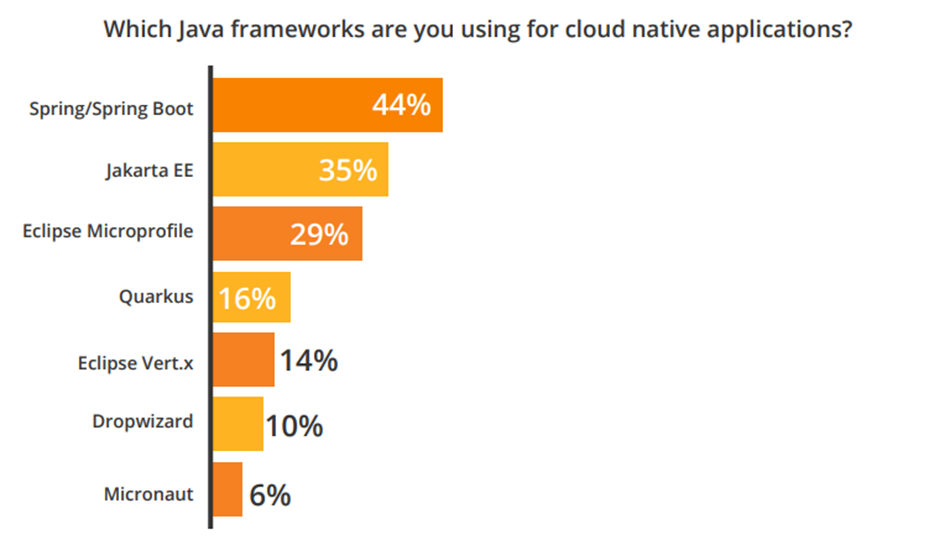 Which Java frameworks are you using for cloud native applications?
Spring/Spring Boot 44%
Jakarta EE 35%
Eclipse Microprofile 29%
Quarkus 16%
Eclipse Vert.x 14%
Dropwizard 10%
Micronaut 6%